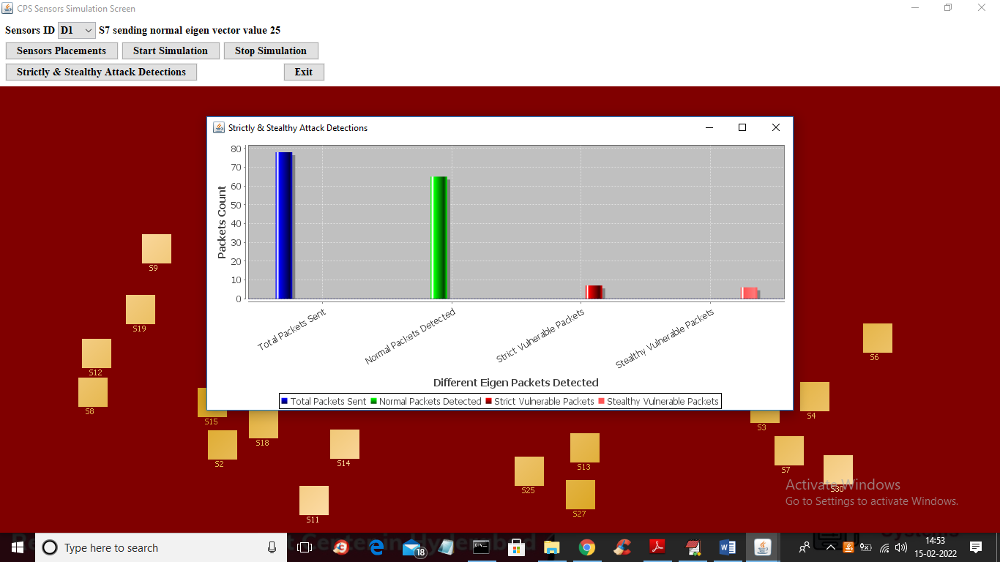 CPS Sensors Simulation Screen
Sensors ID D1 S7 sending normal eigen vector value 25
Sensors Placements Start Simulation Stop Simulation
Strictly & Stealthy Attack Detections Exit
Strictly & Stealthy Attack Detections
80
70
60
50
40
30
20
10
0
Packets Count
Total Packets Sent
Normal Packets Detected
Strict Vulnerable Packets
Stealthy Vulnerable Packets
Different Eigen Packets Detected
Total Packets Sent Normal Packets Detected Strict Vulnerable Packets Stealthy Vulnerable Packets
S9
S19
S12
S8
S15
S18
S2
S14
S11
S25
S13
S27
S6
S4
S3
S7
S30
Activate Windows
Go to Settings to activate Windows.
Type here to search
18
14:53
15-02-2022